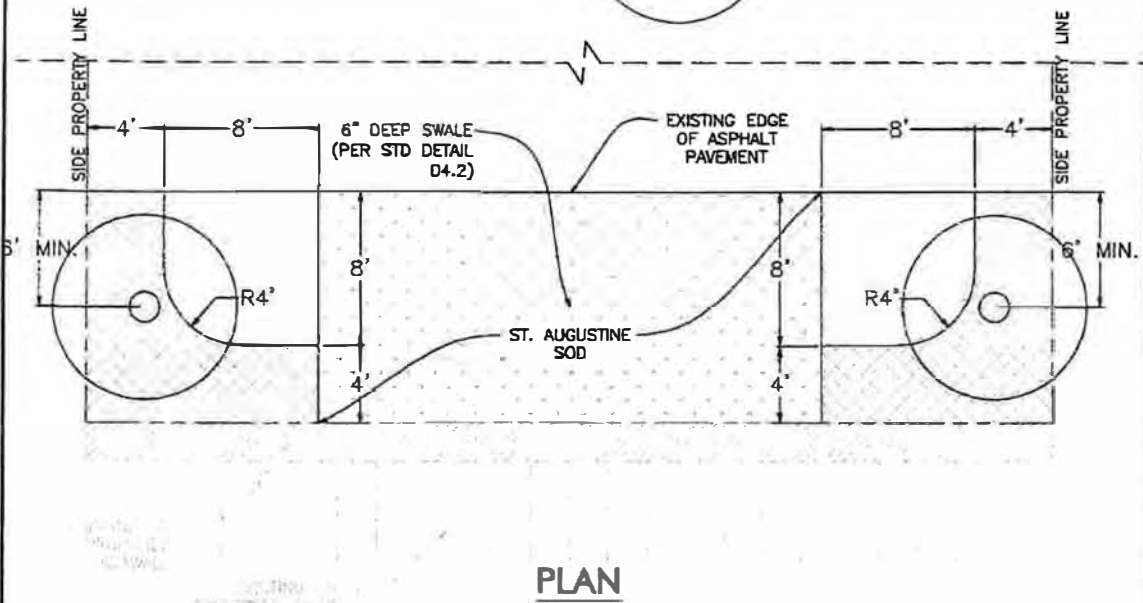 SIDE PROPERTY LINE
SIDE PROPERTY LINE
4'
8'
6" DEEP SWALE
(PER STD DETAIL
D4.2)
EXISTING EDGE
OF ASPHALT
PAVEMENT
8'
4'
6' MIN.
8'
8'
6' MIN.
R4'
R4'
ST. AUGUSTINE
SOD
4'
4'
PLAN